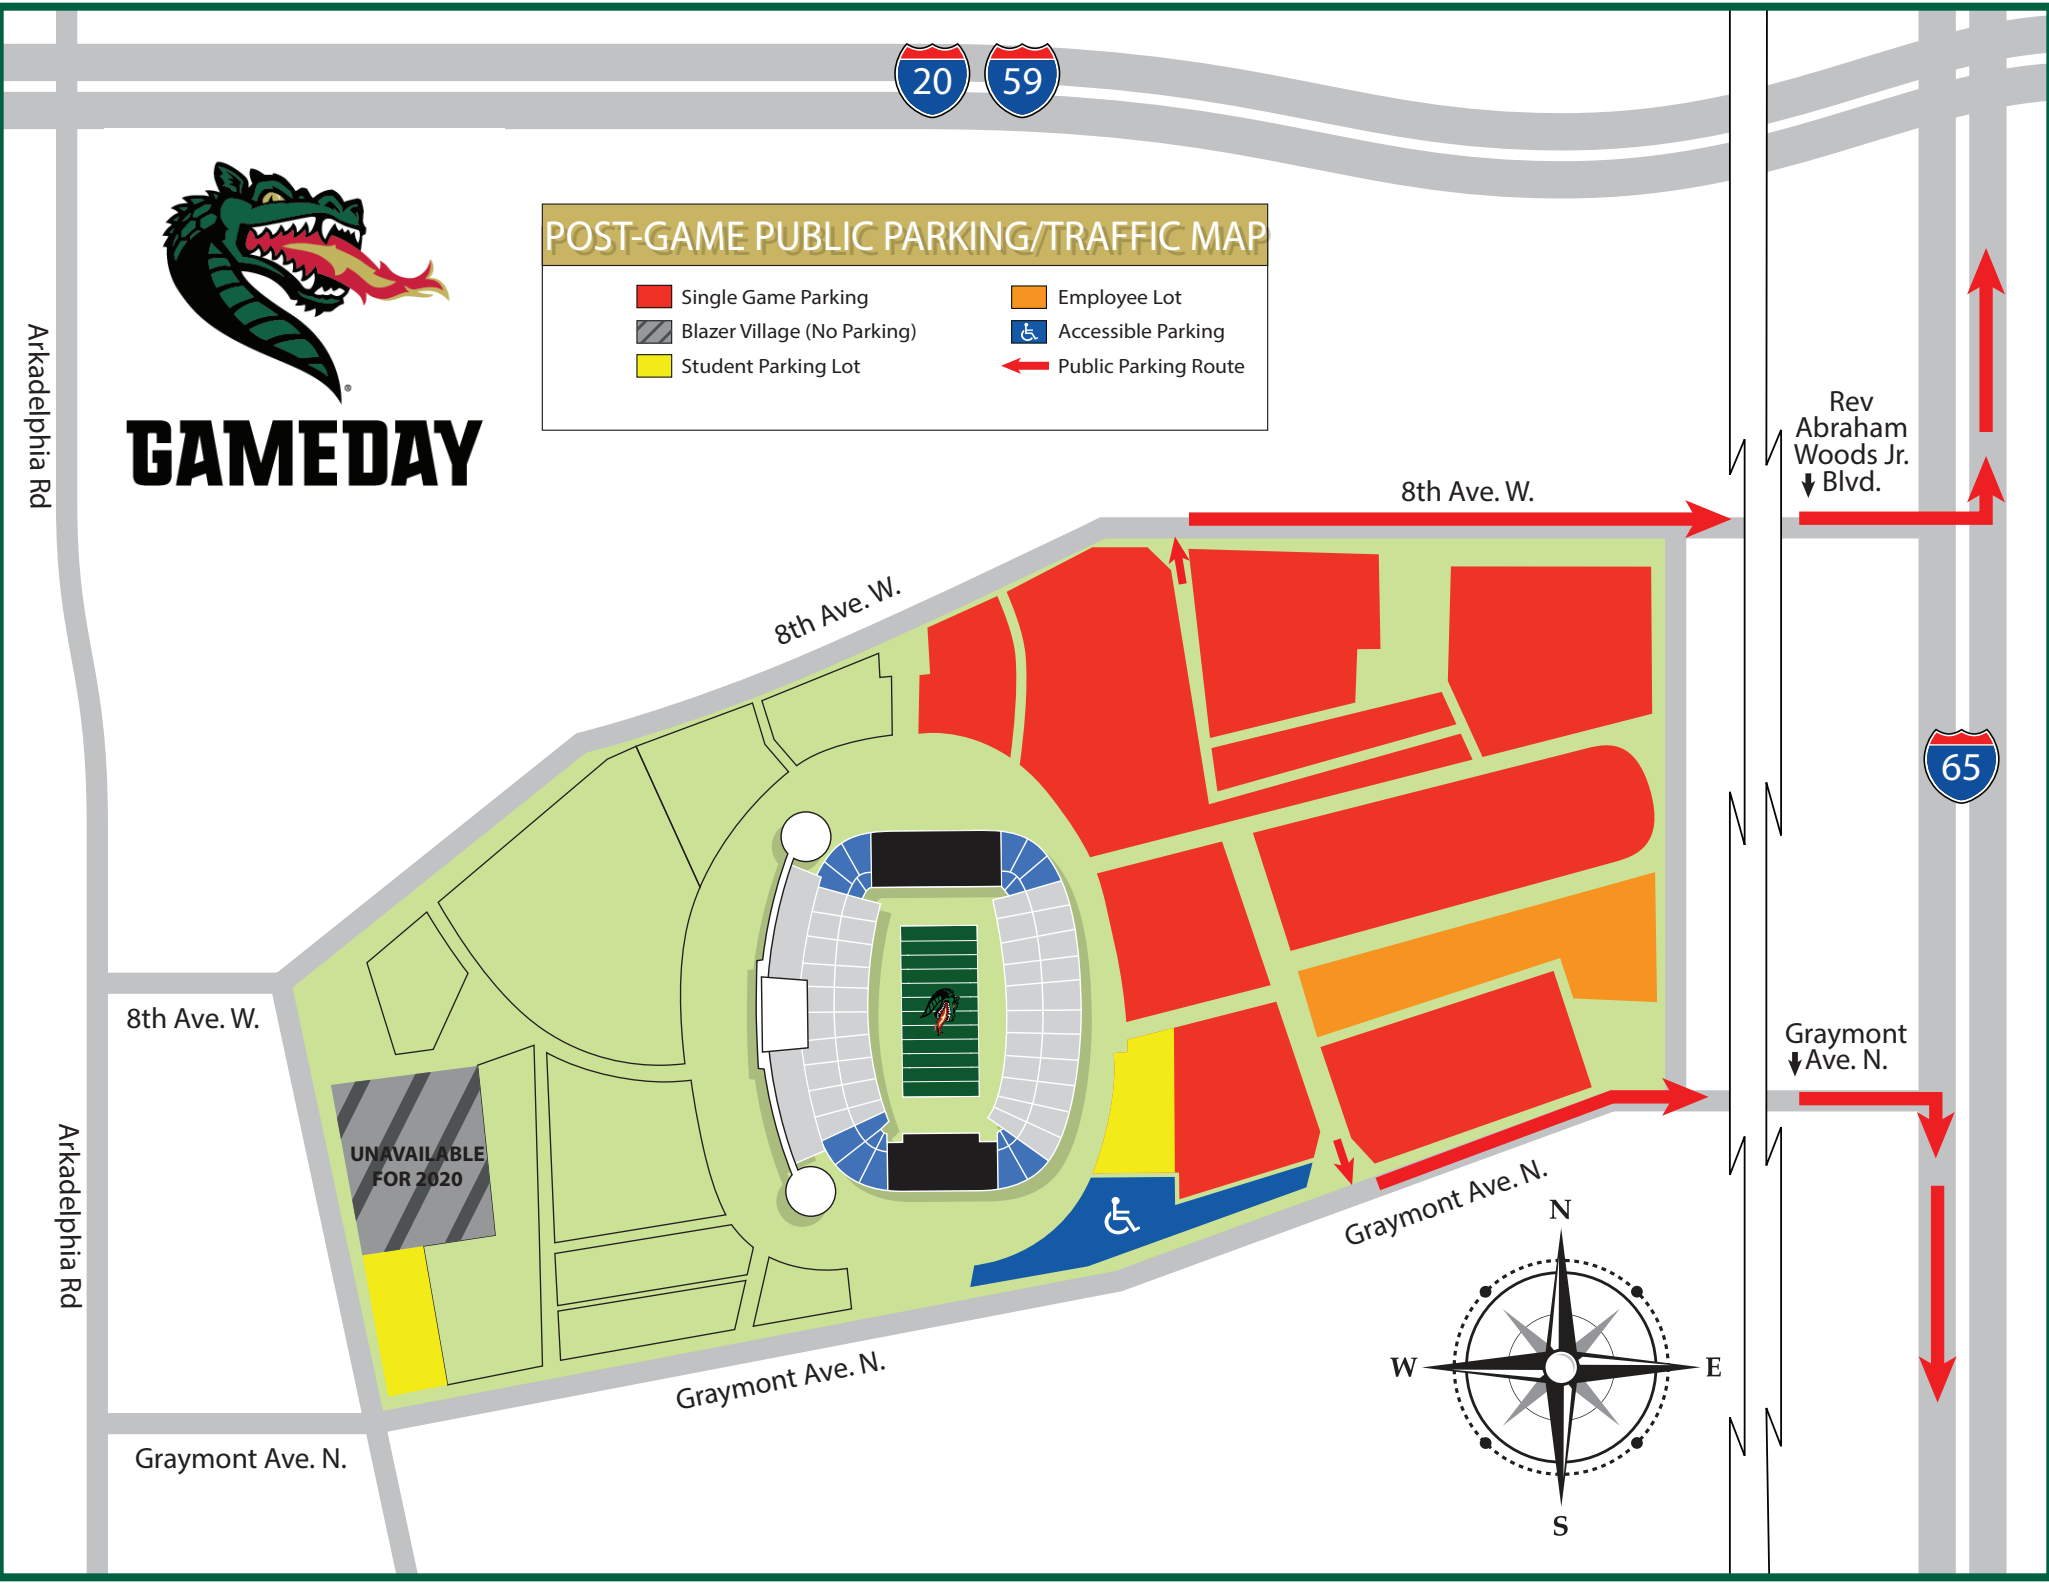 20
59
POST-GAME PUBLIC PARKING/TRAFFIC MAP
Single Game Parking
Employee Lot
Blazer Village (No Parking)
Accessible Parking
Student Parking Lot
Public Parking Route
®
GAMEDAY
Arkadelphia Rd
Rev
Abraham
Woods Jr.
Blvd.
8th Ave. W.
8th Ave. W.
65
8th Ave. W.
Graymont
Ave. N.
UNAVAILABLE
FOR 2020
Arkadelphia Rd
Graymont Ave. N.
N
W
E
S
Graymont Ave. N.
Graymont Ave. N.